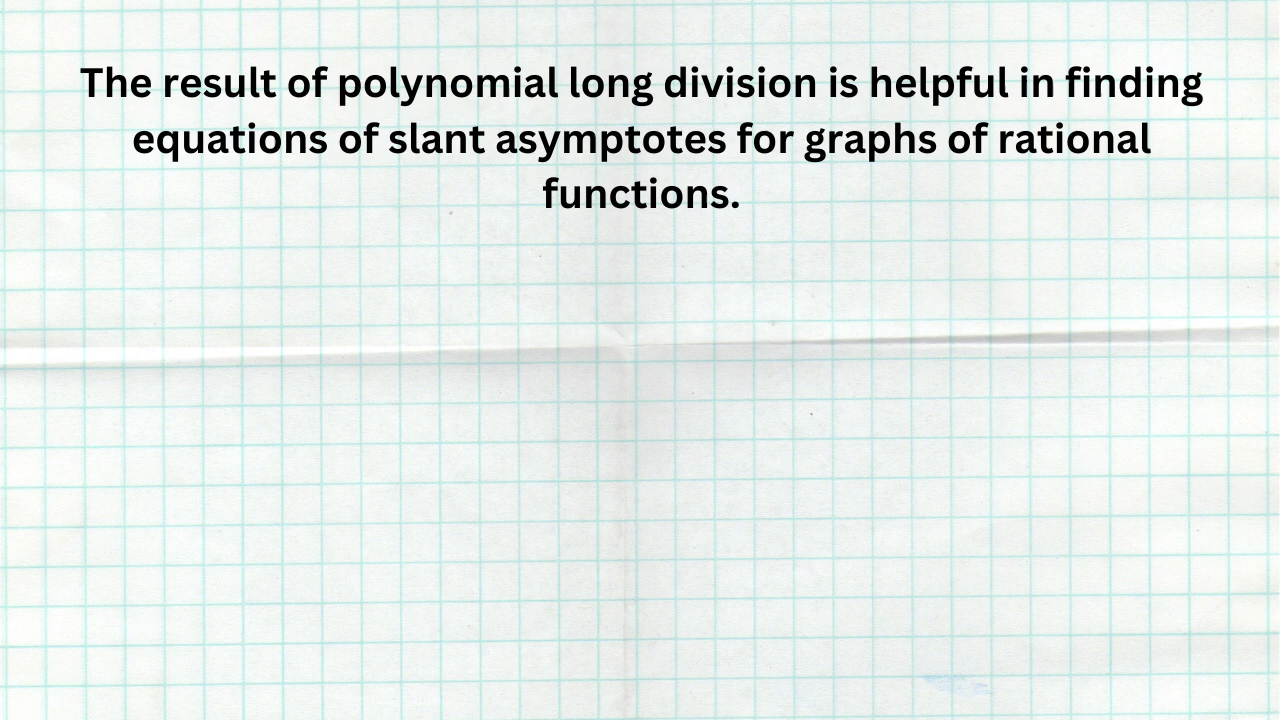 The result of polynomial long division is helpful in finding
equations of slant asymptotes for graphs of rational
functions.